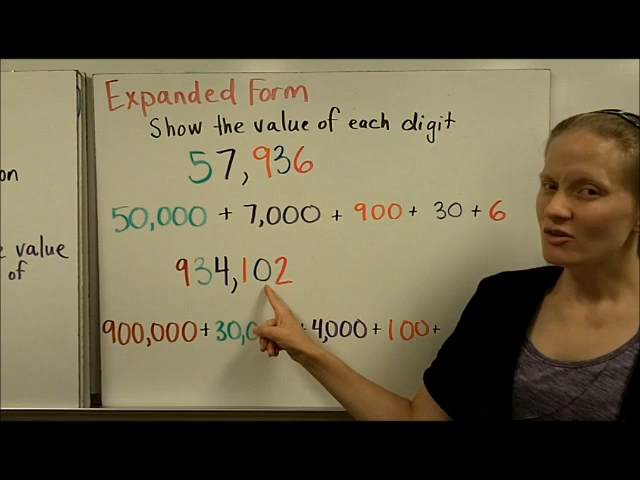 Expanded Form
Show the value of each digit
57,936
50,000 + 7,000 + 900 + 30 + 6
on
value
of
934,102
900,000 + 30,0 + 4,000 + 100 +